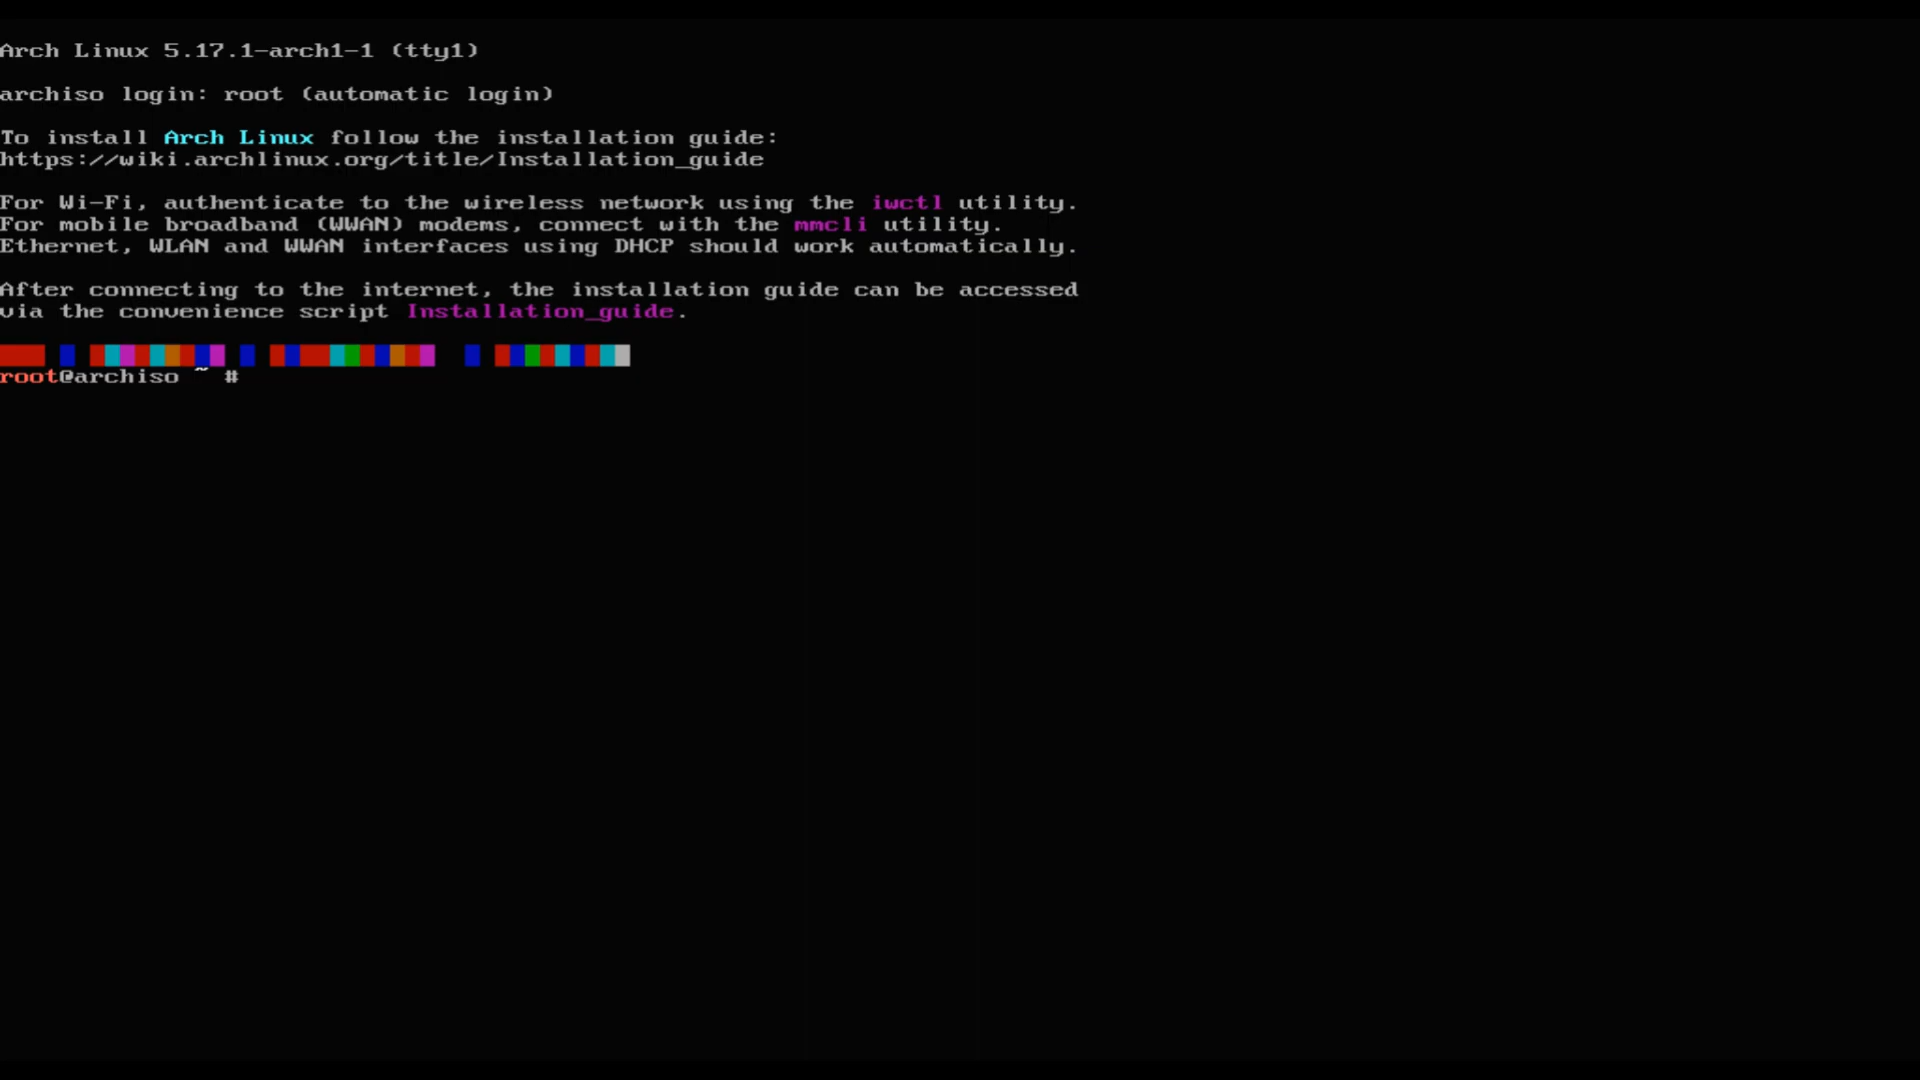 Arch Linux 5.17.1-arch1-1 (tty1)
archiso login: root (automatic login)
To install Arch Linux follow the installation guide:
https://wiki.archlinux.org/title/Installation_guide
For Wi-Fi, authenticate to the wireless network using the iwctl utility.
For mobile broadband (WWAN) modems, connect with the mmcli utility.
Ethernet, WLAN and WWAN interfaces using DHCP should work automatically.
After connecting to the internet, the installation guide can be accessed
via the convenience script Installation_guide.
root@archiso ~ #